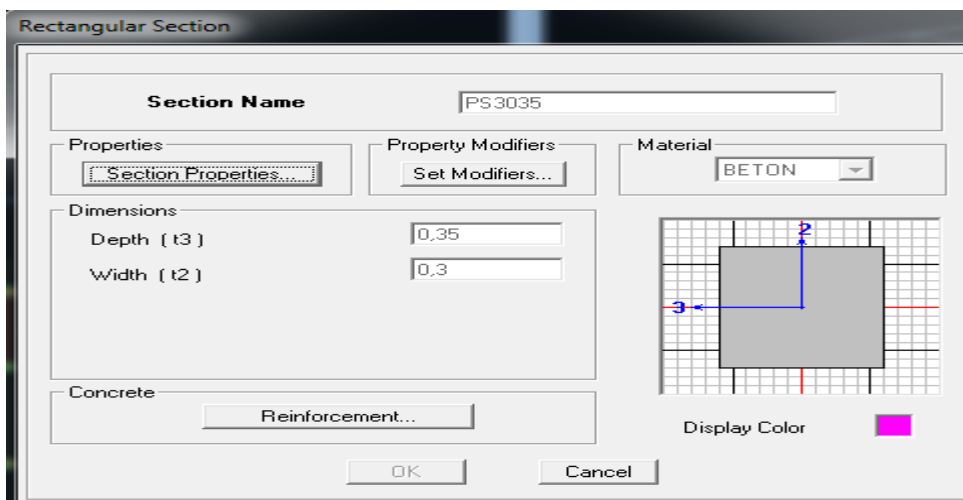 Rectangular Section
Section Name PS3035
Properties Property Modifiers Material
Section Properties... Set Modifiers... BETON
Dimensions
Depth ( t3 ) 0,35
Width ( t2 ) 0,3
2
3
Concrete
Reinforcement...
Display Color
OK Cancel